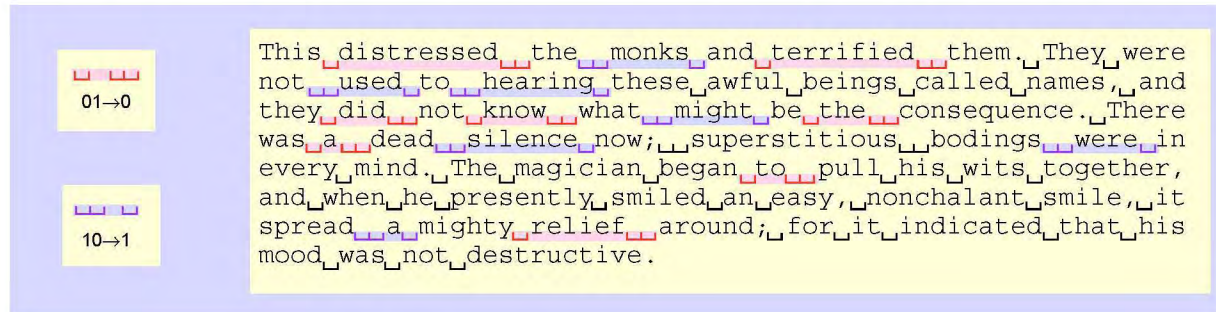 01→0
10→1
This distressed  the  monks and terrified  them. They were
not  used to  hearing these awful beings called names, and
they did  not know  what  might be the  consequence. There
was a  dead  silence now;  superstitious  bodings  were in
every mind. The magician began to  pull his wits together,
and when he presently smiled an easy, nonchalant smile, it
spread  a mighty relief  around; for it indicated that his
mood was not destructive.